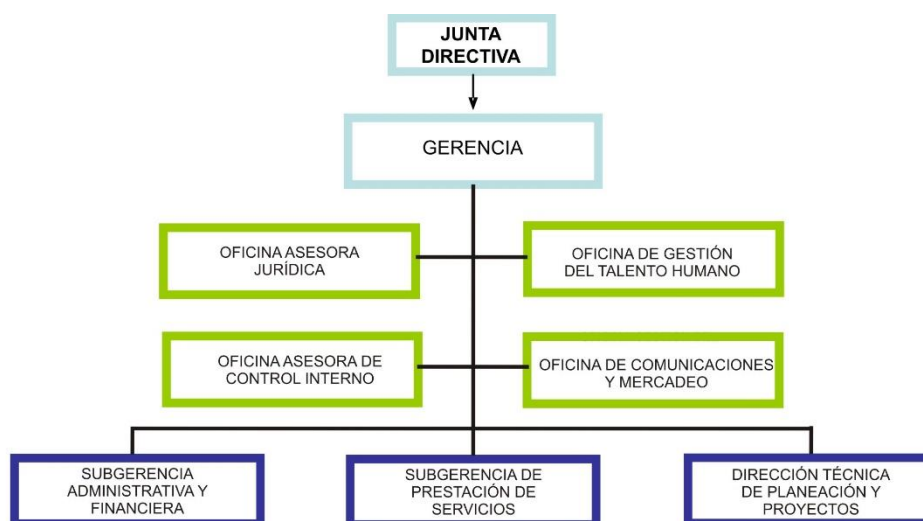 JUNTA
DIRECTIVA
GERENCIA
OFICINA ASESORA
JURÍDICA
OFICINA DE GESTIÓN
DEL TALENTO HUMANO
OFICINA ASESORA DE
CONTROL INTERNO
OFICINA DE COMUNICACIONES
Y MERCADEO
SUBGERENCIA
ADMINISTRATIVA Y
FINANCIERA
SUBGERENCIA DE
PRESTACIÓN DE
SERVICIOS
DIRECCIÓN TÉCNICA
DE PLANEACIÓN Y
PROYECTOS